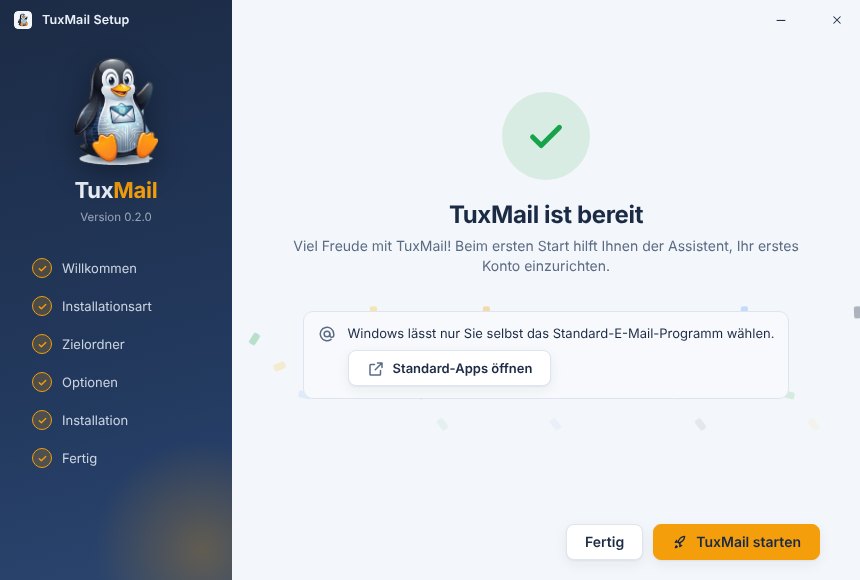 TuxMail Setup
TuxMail
Version 0.2.0
Willkommen
Installationsart
Zielordner
Optionen
Installation
Fertig
TuxMail ist bereit
Viel Freude mit TuxMail! Beim ersten Start hilft Ihnen der Assistent, Ihr erstes
Konto einzurichten.
Windows lässt nur Sie selbst das Standard-E-Mail-Programm wählen.
Standard-Apps öffnen
Fertig
TuxMail starten